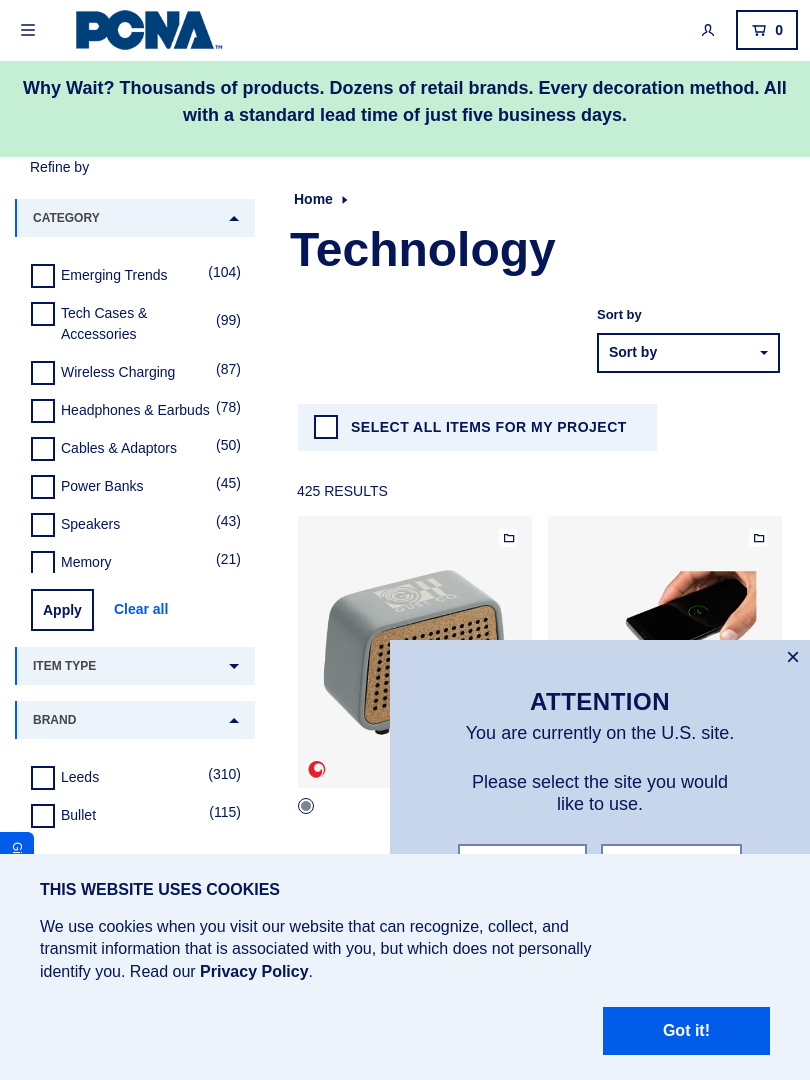 PCNA™
0
Why Wait? Thousands of products. Dozens of retail brands. Every decoration method. All
with a standard lead time of just five business days.
Refine by
CATEGORY
Emerging Trends (104)
Tech Cases &
Accessories (99)
Wireless Charging (87)
Headphones & Earbuds (78)
Cables & Adaptors (50)
Power Banks (45)
Speakers (43)
Memory (21)
Apply Clear all
ITEM TYPE
BRAND
Leeds (310)
Bullet (115)
Home
Technology
Sort by
Sort by
SELECT ALL ITEMS FOR MY PROJECT
425 RESULTS
ATTENTION
You are currently on the U.S. site.
Please select the site you would
like to use.
THIS WEBSITE USES COOKIES
We use cookies when you visit our website that can recognize, collect, and
transmit information that is associated with you, but which does not personally
identify you. Read our Privacy Policy.
Got it!